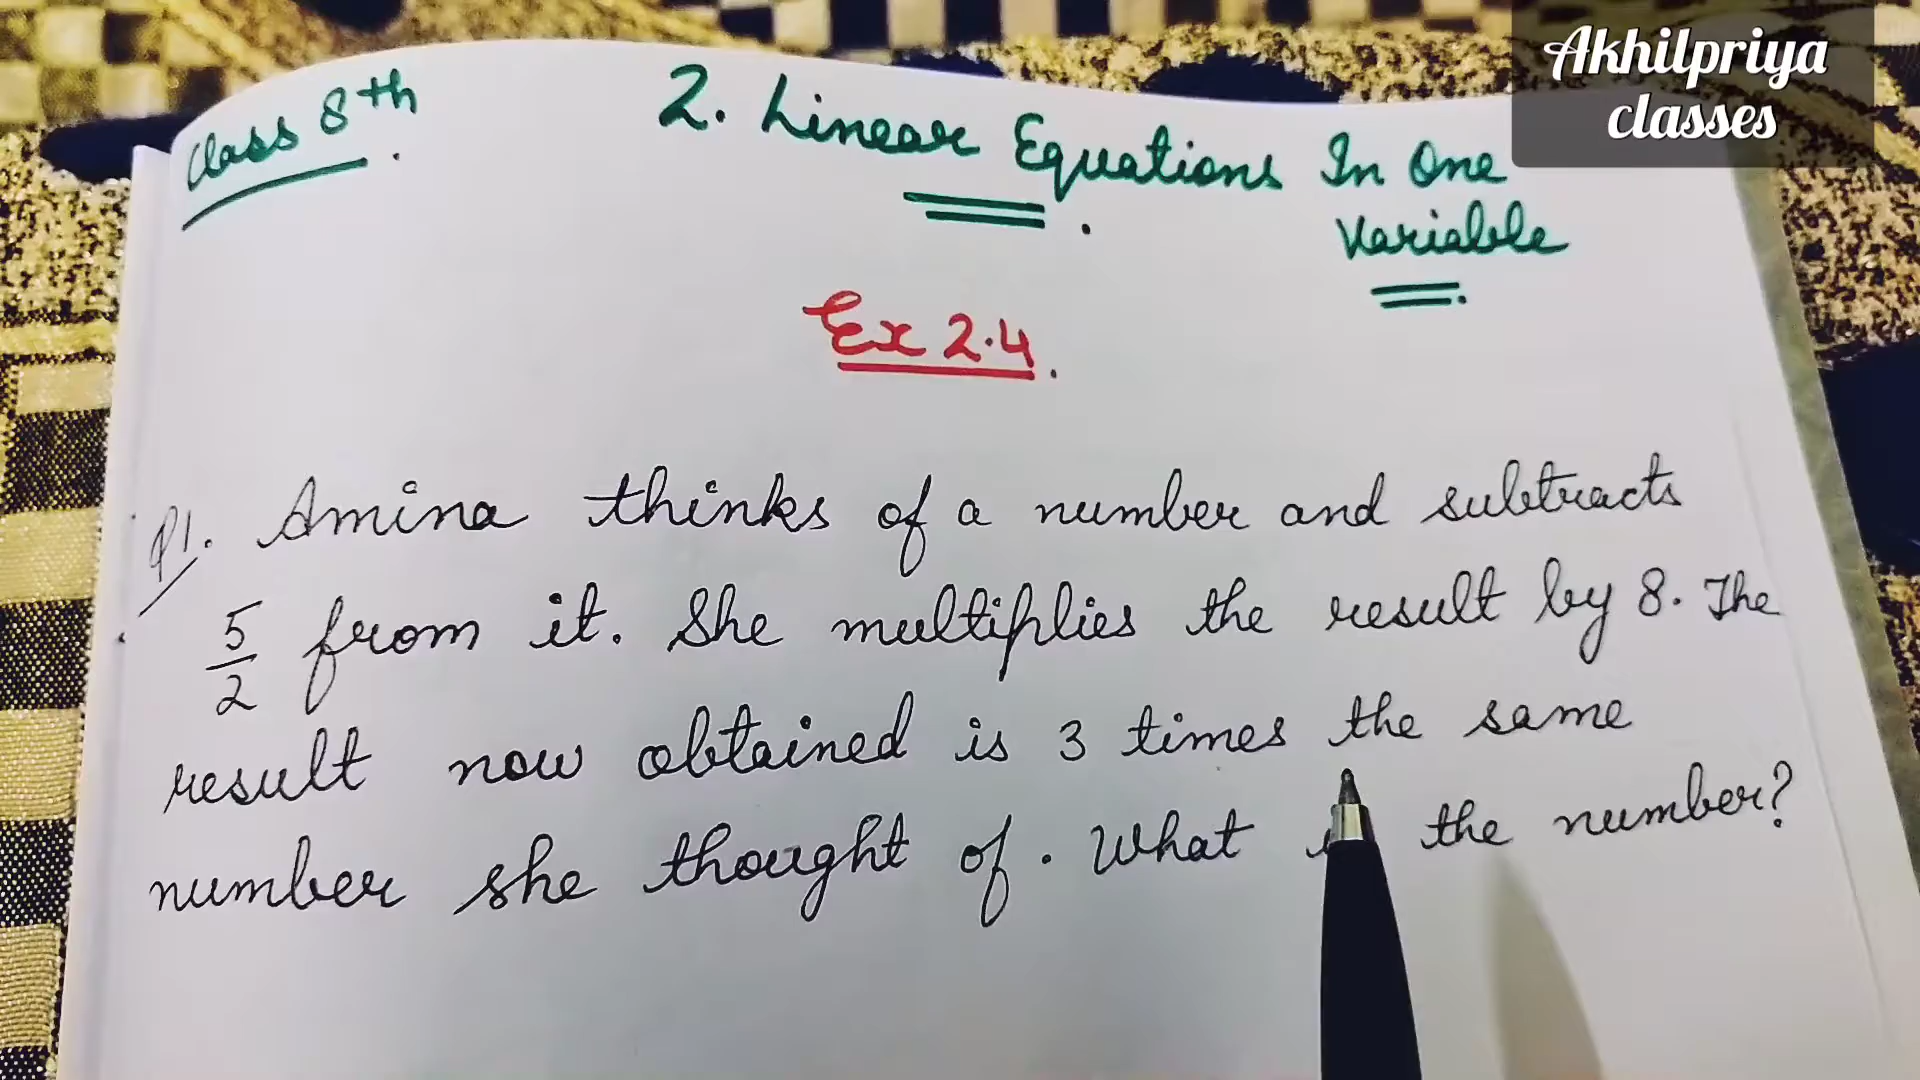 Akhilpriya
classes
Class 8th.
2. Linear Equations In One
Variable
Ex 2.4.
Q1. Amina thinks of a number and subtracts
5/2 from it. She multiplies the result by 8. The
result now obtained is 3 times the same
number she thought of. What the number?